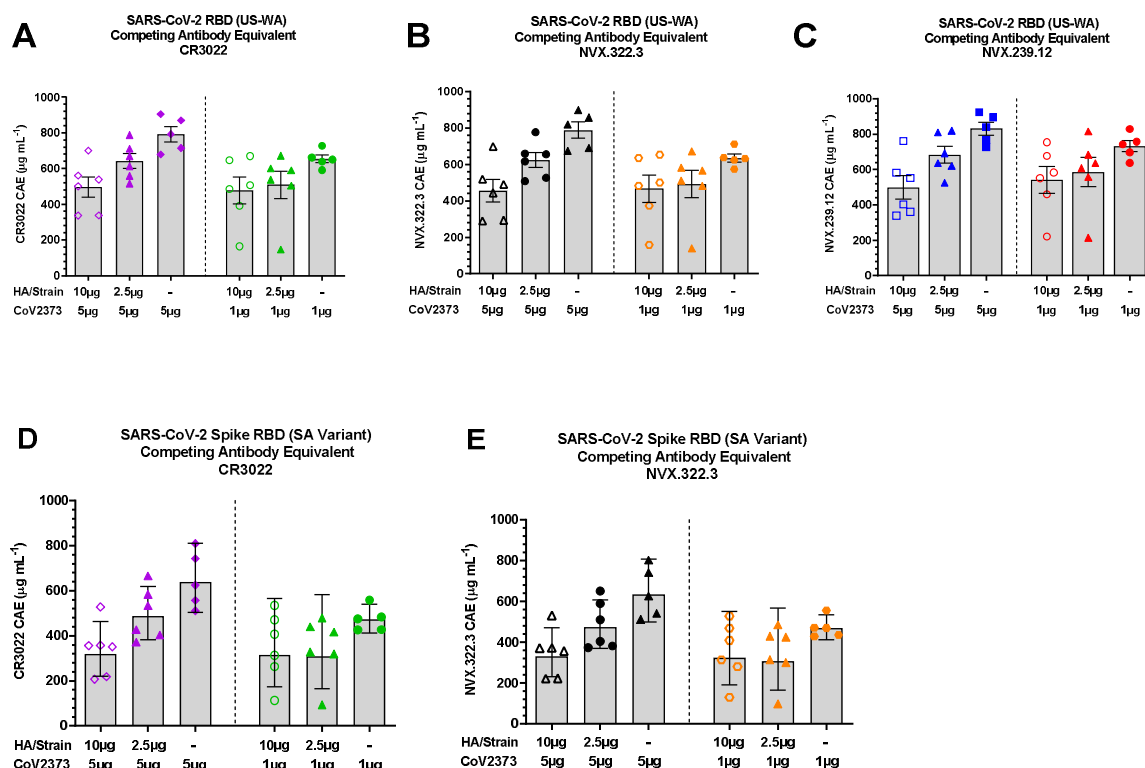 A
SARS-CoV-2 RBD (US-WA)
Competing Antibody Equivalent
CR3022
CR3022 CAE (µg mL⁻¹)
1000
800
600
400
200
0
HA/Strain 10µg 2.5µg - 10µg 2.5µg -
CoV2373 5µg 5µg 5µg 1µg 1µg 1µg
B
SARS-CoV-2 RBD (US-WA)
Competing Antibody Equivalent
NVX.322.3
NVX.322.3 CAE (µg mL⁻¹)
1000
800
600
400
200
0
HA/Strain 10µg 2.5µg - 10µg 2.5µg -
CoV2373 5µg 5µg 5µg 1µg 1µg 1µg
C
SARS-CoV-2 RBD (US-WA)
Competing Antibody Equivalent
NVX.239.12
NVX.239.12 CAE (µg mL⁻¹)
1000
800
600
400
200
0
HA/Strain 10µg 2.5µg - 10µg 2.5µg -
CoV2373 5µg 5µg 5µg 1µg 1µg 1µg
D
SARS-CoV-2 Spike RBD (SA Variant)
Competing Antibody Equivalent
CR3022
CR3022 CAE (µg mL⁻¹)
1000
800
600
400
200
0
HA/Strain 10µg 2.5µg - 10µg 2.5µg -
CoV2373 5µg 5µg 5µg 1µg 1µg 1µg
E
SARS-CoV-2 Spike RBD (SA Variant)
Competing Antibody Equivalent
NVX.322.3
NVX.322.3 CAE (µg mL⁻¹)
1000
800
600
400
200
0
HA/Strain 10µg 2.5µg - 10µg 2.5µg -
CoV2373 5µg 5µg 5µg 1µg 1µg 1µg